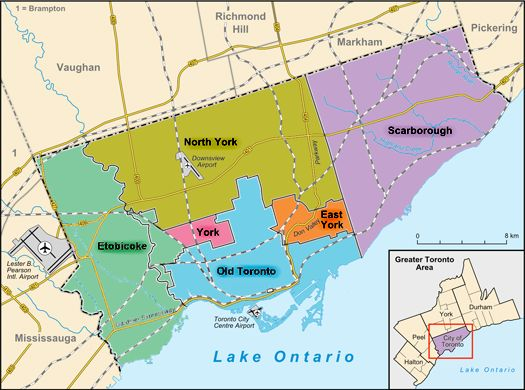 1 = Brampton
Richmond
Hill
Pickering
Markham
Vaughan
1
North York
Downsview
Airport
Parkway
Scarborough
Highland Creek
York
East
York
Don Valley
Etobicoke
Old Toronto
Lester B.
Pearson
Intl. Airport
Toronto City
Centre Airport
Mississauga
Lake Ontario
0
8 km
Greater Toronto
Area
Durham
York
Peel
City of
Toronto
Halton
Lake Ontario